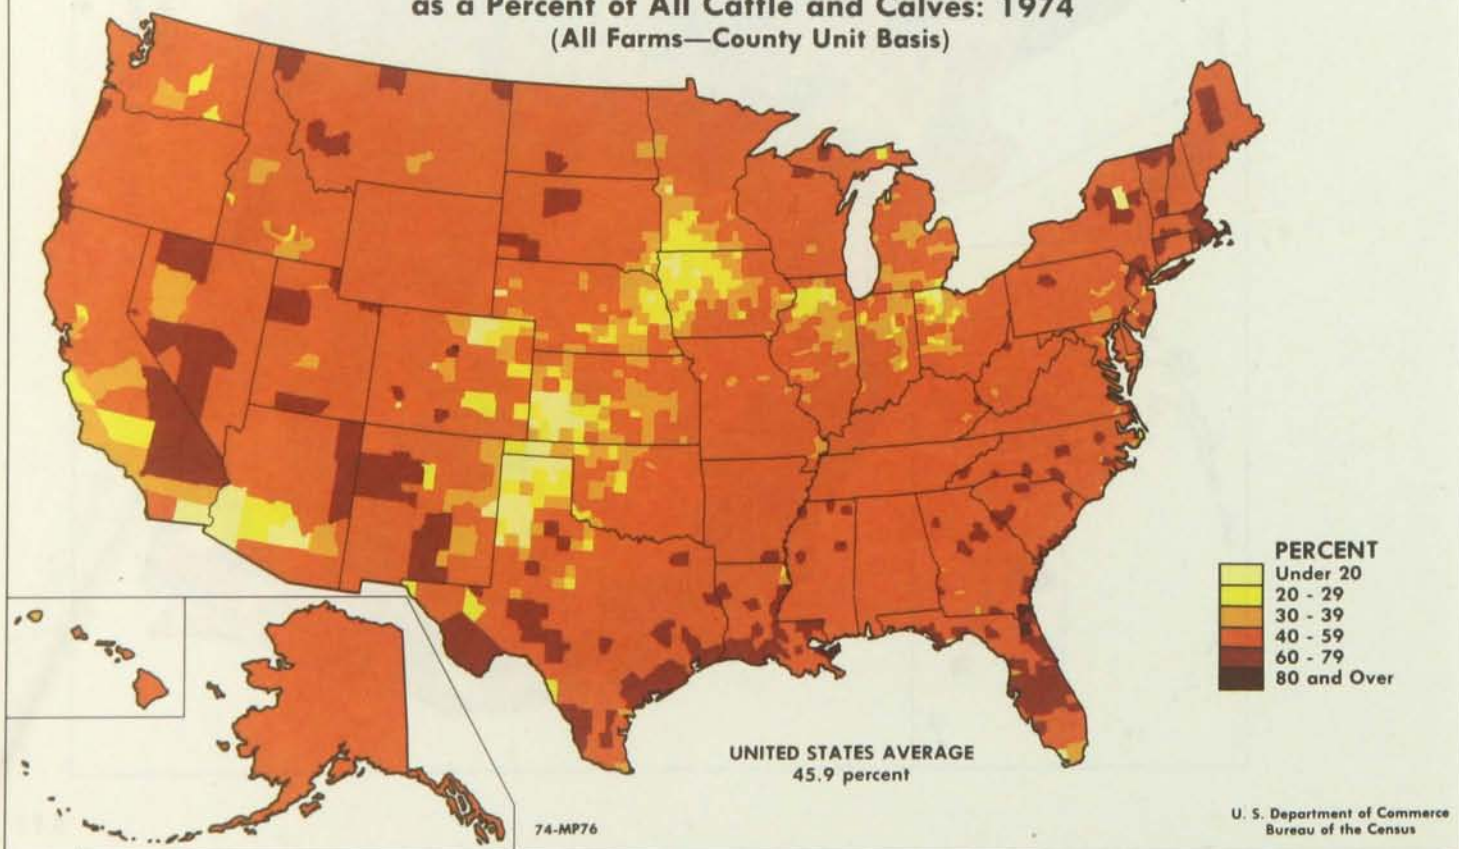 as a Percent of All Cattle and Calves: 1974
(All Farms—County Unit Basis)
PERCENT
Under 20
20 - 29
30 - 39
40 - 59
60 - 79
80 and Over
UNITED STATES AVERAGE
45.9 percent
74-MP76
U. S. Department of Commerce
Bureau of the Census